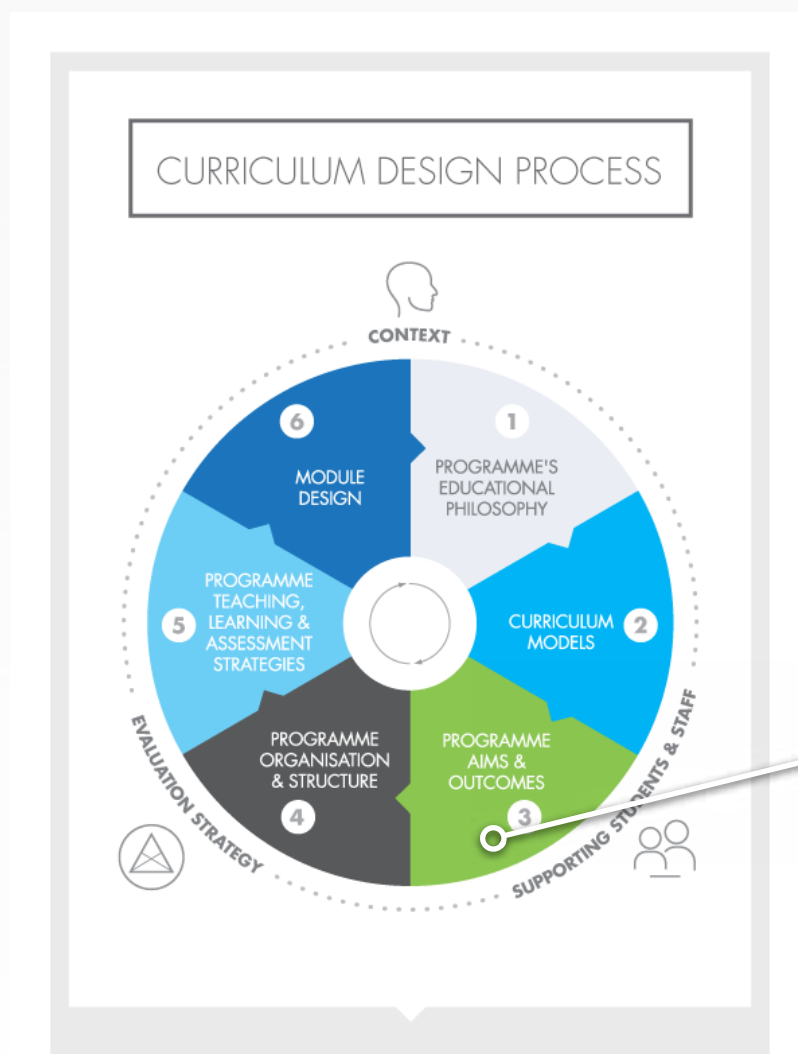 CURRICULUM DESIGN PROCESS
CONTEXT
1
PROGRAMME'S
EDUCATIONAL
PHILOSOPHY
CURRICULUM
MODELS
2
PROGRAMME
AIMS &
OUTCOMES
3
PROGRAMME
ORGANISATION
& STRUCTURE
4
PROGRAMME
TEACHING,
LEARNING &
ASSESSMENT
STRATEGIES
5
6
MODULE
DESIGN
SUPPORTING STUDENTS & STAFF
EVALUATION STRATEGY